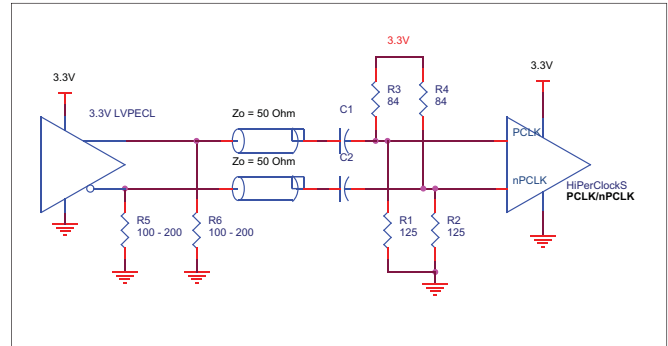 3.3V
3.3V
3.3V
3.3V LVPECL
Zo = 50 Ohm
C1
R3
84
R4
84
PCLK
Zo = 50 Ohm
C2
nPCLK
HiPerClockS
PCLK/nPCLK
R5
100 - 200
R6
100 - 200
R1
125
R2
125